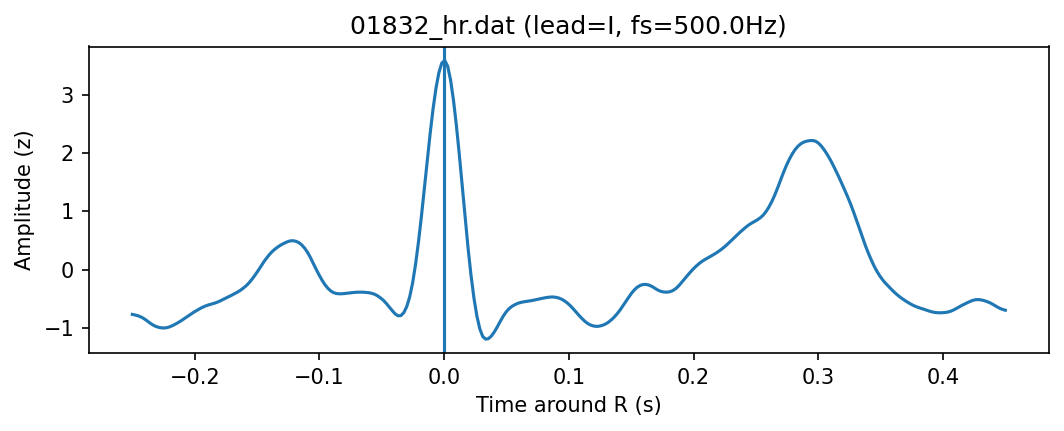 01832_hr.dat (lead=I, fs=500.0Hz)
Amplitude (z)
3
2
1
0
−1
−0.2 −0.1 0.0 0.1 0.2 0.3 0.4
Time around R (s)